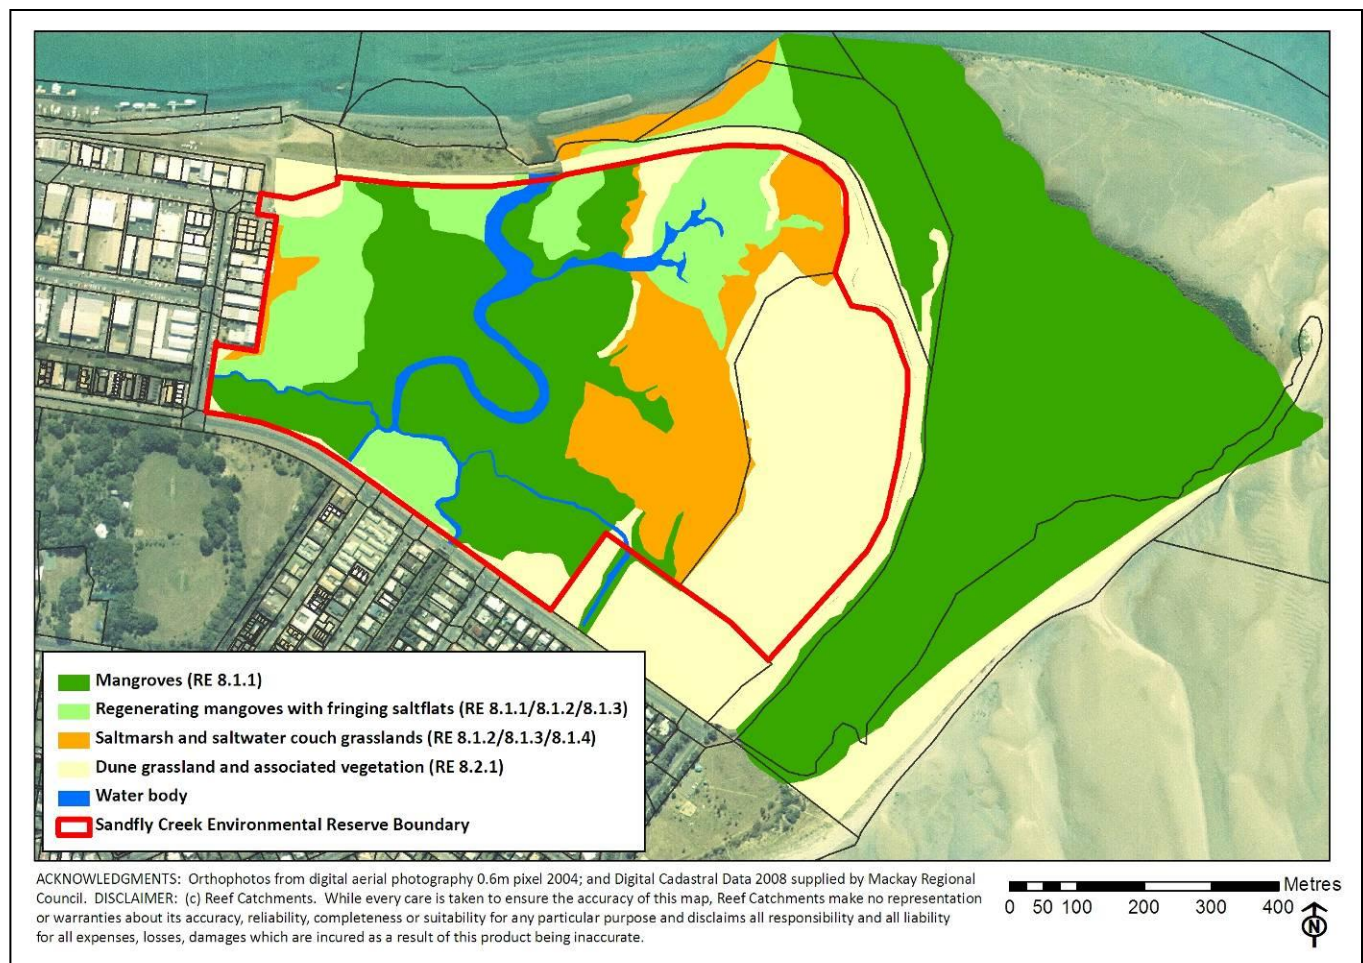 Mangroves (RE 8.1.1)
Regenerating mangoves with fringing saltflats (RE 8.1.1/8.1.2/8.1.3)
Saltmarsh and saltwater couch grasslands (RE 8.1.2/8.1.3/8.1.4)
Dune grassland and associated vegetation (RE 8.2.1)
Water body
Sandfly Creek Environmental Reserve Boundary
ACKNOWLEDGMENTS: Orthophotos from digital aerial photography 0.6m pixel 2004; and Digital Cadastral Data 2008 supplied by Mackay Regional
Council. DISCLAIMER: (c) Reef Catchments. While every care is taken to ensure the accuracy of this map, Reef Catchments make no representation
or warranties about its accuracy, reliability, completeness or suitability for any particular purpose and disclaims all responsibility and all liability
for all expenses, losses, damages which are incured as a result of this product being inaccurate.
Metres
0 50 100 200 300 400
N